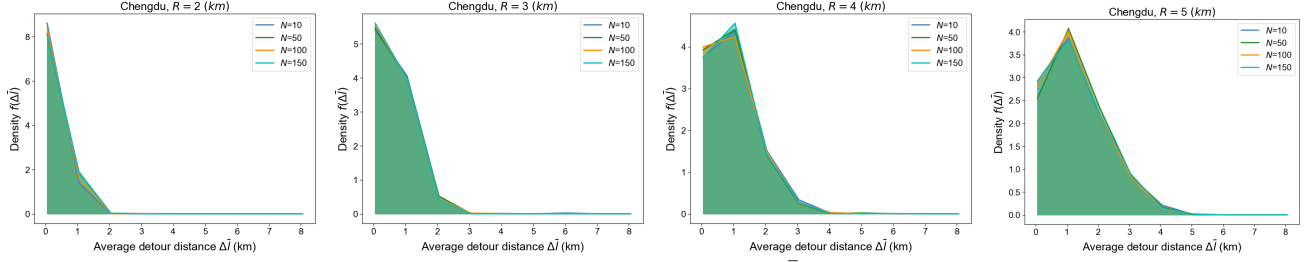 Chengdu, R = 2 (km)
Density f(Δl̄)
8
6
4
2
0
N=10
N=50
N=100
N=150
0 1 2 3 4 5 6 7 8
Average detour distance Δl̄ (km)
Chengdu, R = 3 (km)
Density f(Δl̄)
5
4
3
2
1
0
N=10
N=50
N=100
N=150
0 1 2 3 4 5 6 7 8
Average detour distance Δl̄ (km)
Chengdu, R = 4 (km)
Density f(Δl̄)
4
3
2
1
0
N=10
N=50
N=100
N=150
0 1 2 3 4 5 6 7 8
Average detour distance Δl̄ (km)
Chengdu, R = 5 (km)
Density f(Δl̄)
4.0
3.5
3.0
2.5
2.0
1.5
1.0
0.5
0.0
N=10
N=50
N=100
N=150
0 1 2 3 4 5 6 7 8
Average detour distance Δl̄ (km)